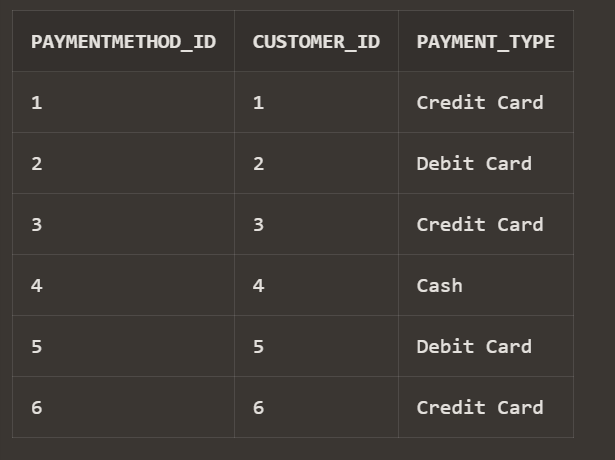 PAYMENTMETHOD_ID CUSTOMER_ID PAYMENT_TYPE
1 1 Credit Card
2 2 Debit Card
3 3 Credit Card
4 4 Cash
5 5 Debit Card
6 6 Credit Card